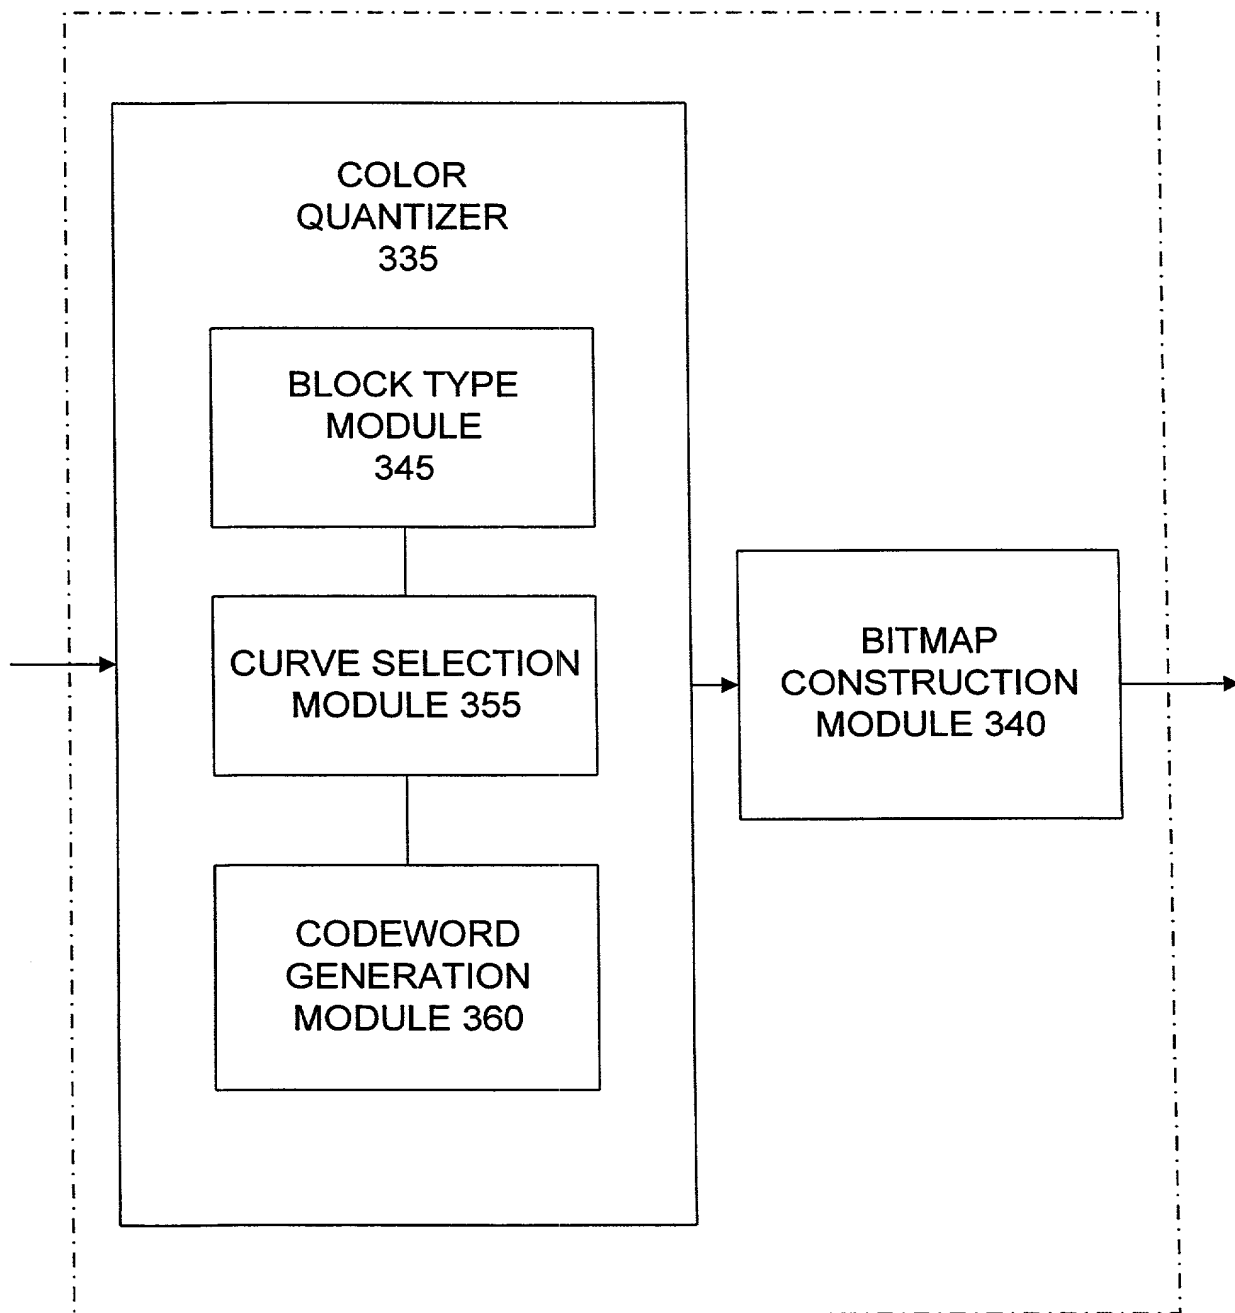 COLOR
QUANTIZER
335
BLOCK TYPE
MODULE
345
CURVE SELECTION
MODULE 355
CODEWORD
GENERATION
MODULE 360
BITMAP
CONSTRUCTION
MODULE 340